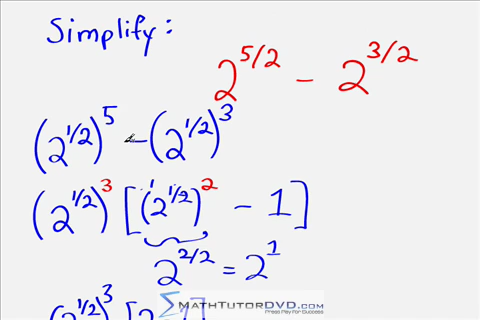 Simplify:
2^{5/2} - 2^{3/2}
(2^{1/2})^5 - (2^{1/2})^3
(2^{1/2})^3 [(2^{1/2})^2 - 1]
2^{2/2} = 2^1
MATHTUTORDVD.COM
Press Play For Success